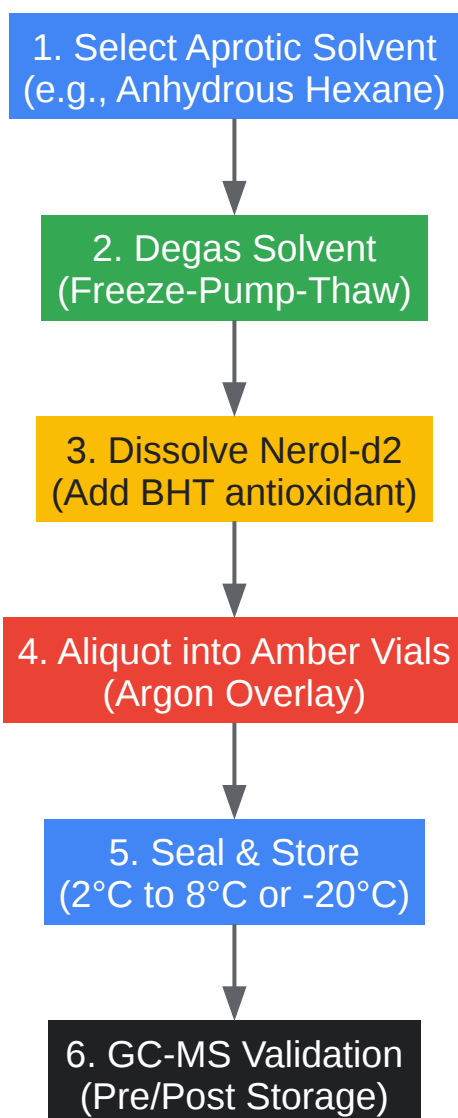 1. Select Aprotic Solvent
(e.g., Anhydrous Hexane)
2. Degas Solvent
(Freeze-Pump-Thaw)
3. Dissolve Nerol-d2
(Add BHT antioxidant)
4. Aliquot into Amber Vials
(Argon Overlay)
5. Seal & Store
(2°C to 8°C or -20°C)
6. GC-MS Validation
(Pre/Post Storage)